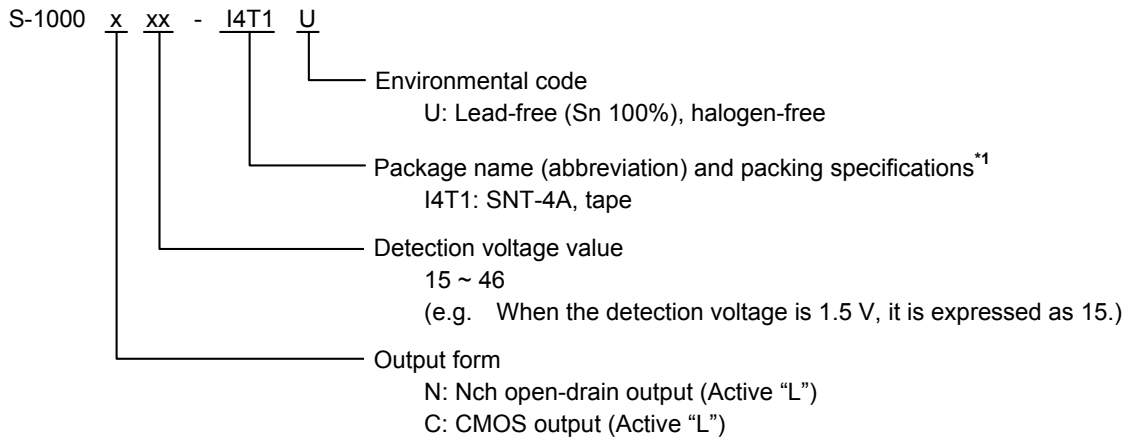 S-1000 x xx - I4T1 U
Environmental code
U: Lead-free (Sn 100%), halogen-free
Package name (abbreviation) and packing specifications*1
I4T1: SNT-4A, tape
Detection voltage value
15 ~ 46
(e.g. When the detection voltage is 1.5 V, it is expressed as 15.)
Output form
N: Nch open-drain output (Active “L”)
C: CMOS output (Active “L”)